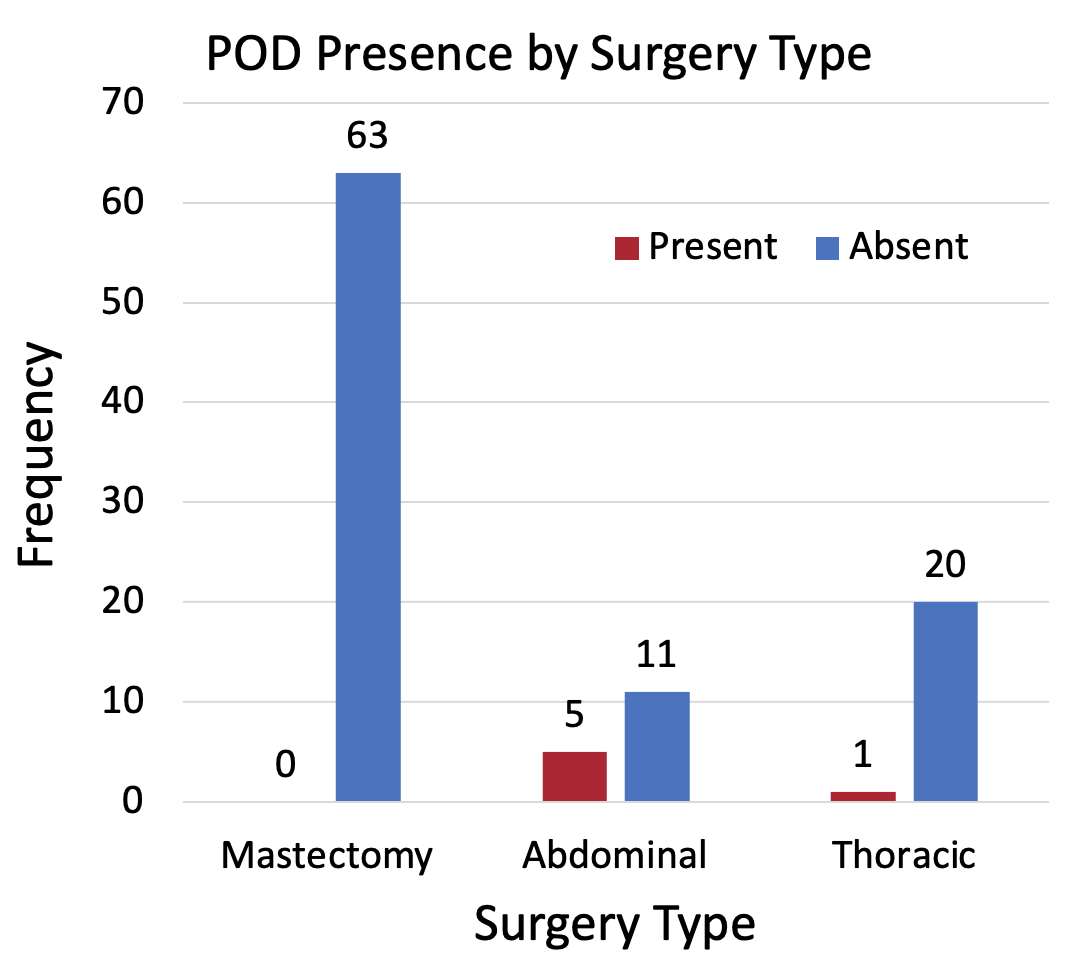 POD Presence by Surgery Type
70
60
50
40
30
20
10
0
Frequency
63
Present Absent
0
5
11
1
20
Mastectomy Abdominal Thoracic
Surgery Type